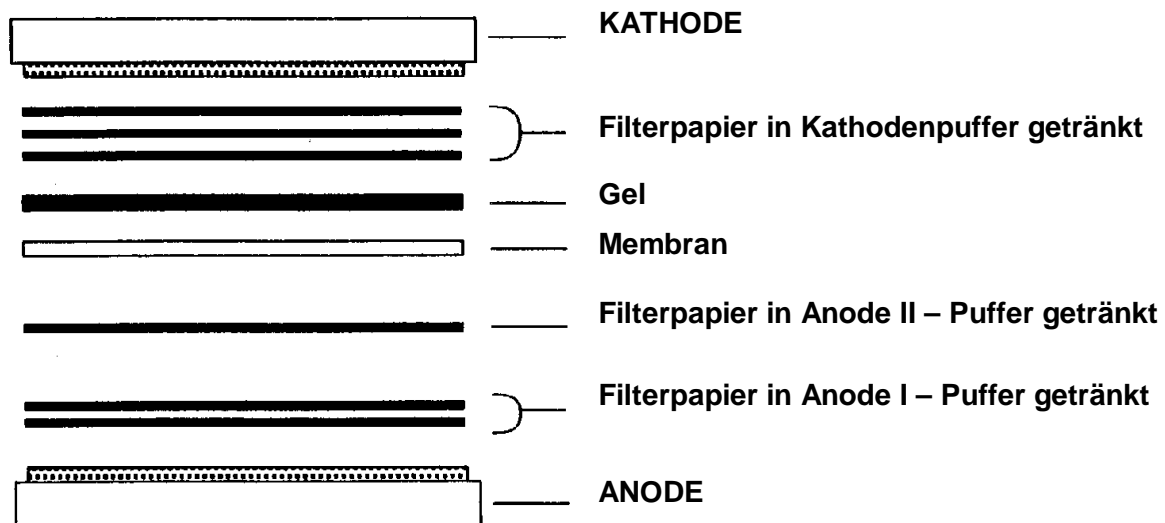 KATHODE
Filterpapier in Kathodenpuffer getränkt
Gel
Membran
Filterpapier in Anode II – Puffer getränkt
Filterpapier in Anode I – Puffer getränkt
ANODE